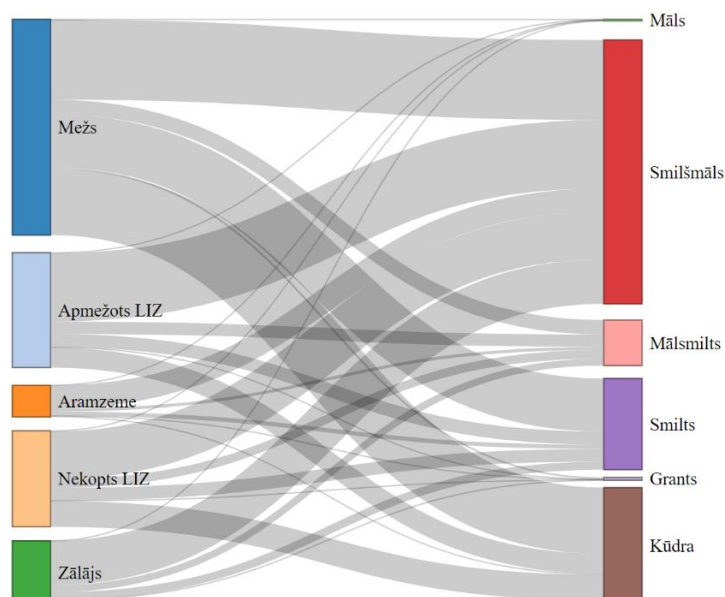 Mežs
Apmežots LIZ
Aramzeme
Nekopts LIZ
Zālājs
Māls
Smilšmāls
Mālsmilts
Smilts
Grants
Kūdra